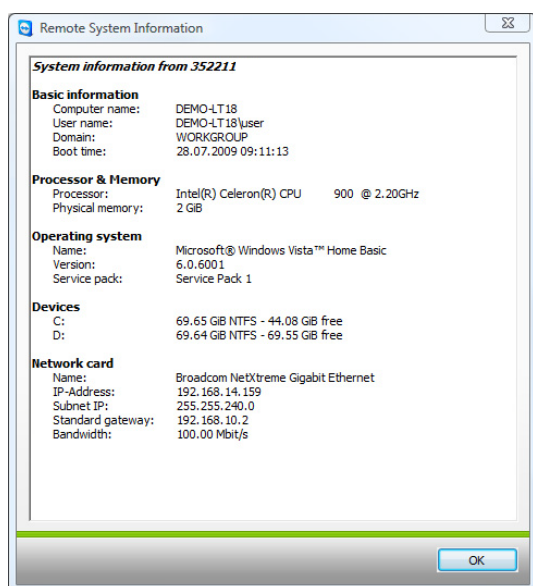 Remote System Information
System information from 352211
Basic information
Computer name: DEMO-LT18
User name: DEMO-LT18\user
Domain: WORKGROUP
Boot time: 28.07.2009 09:11:13
Processor & Memory
Processor: Intel(R) Celeron(R) CPU 900 @ 2.20GHz
Physical memory: 2 GiB
Operating system
Name: Microsoft® Windows Vista™ Home Basic
Version: 6.0.6001
Service pack: Service Pack 1
Devices
C: 69.65 GiB NTFS - 44.08 GiB free
D: 69.64 GiB NTFS - 69.55 GiB free
Network card
Name: Broadcom NetXtreme Gigabit Ethernet
IP-Address: 192.168.14.159
Subnet IP: 255.255.240.0
Standard gateway: 192.168.10.2
Bandwidth: 100.00 Mbit/s
OK